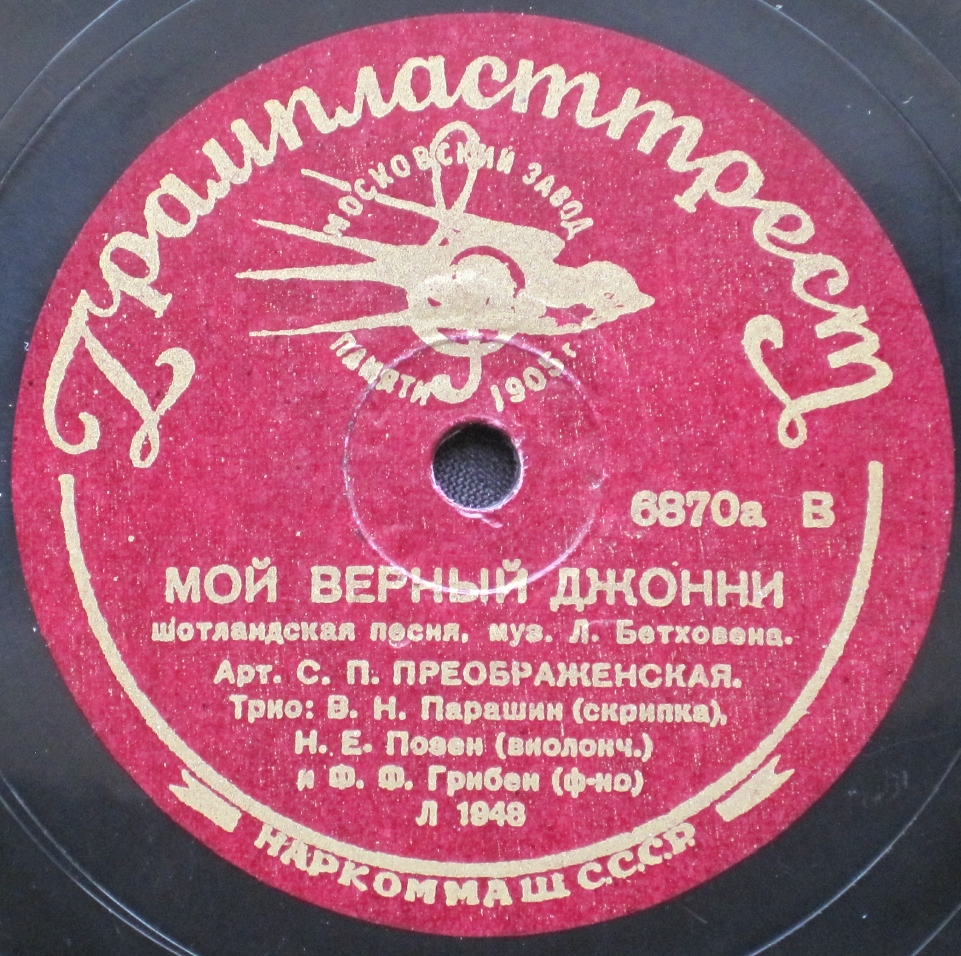 Грампласттрест
МОСКОВСКИЙ ЗАВОД
ПАМЯТИ 1905 г.
6870а В
МОЙ ВЕРНЫЙ ДЖОННИ
Шотландская песня, муз. Л. Бетховена.
Арт. С. П. ПРЕОБРАЖЕНСКАЯ.
Трио: В. Н. Парашин (скрипка),
Н. Е. Позен (виолонч.)
и Ф. Ф. Грибен (ф-но)
Л 1948
НАРКОММАШ С.С.С.Р.